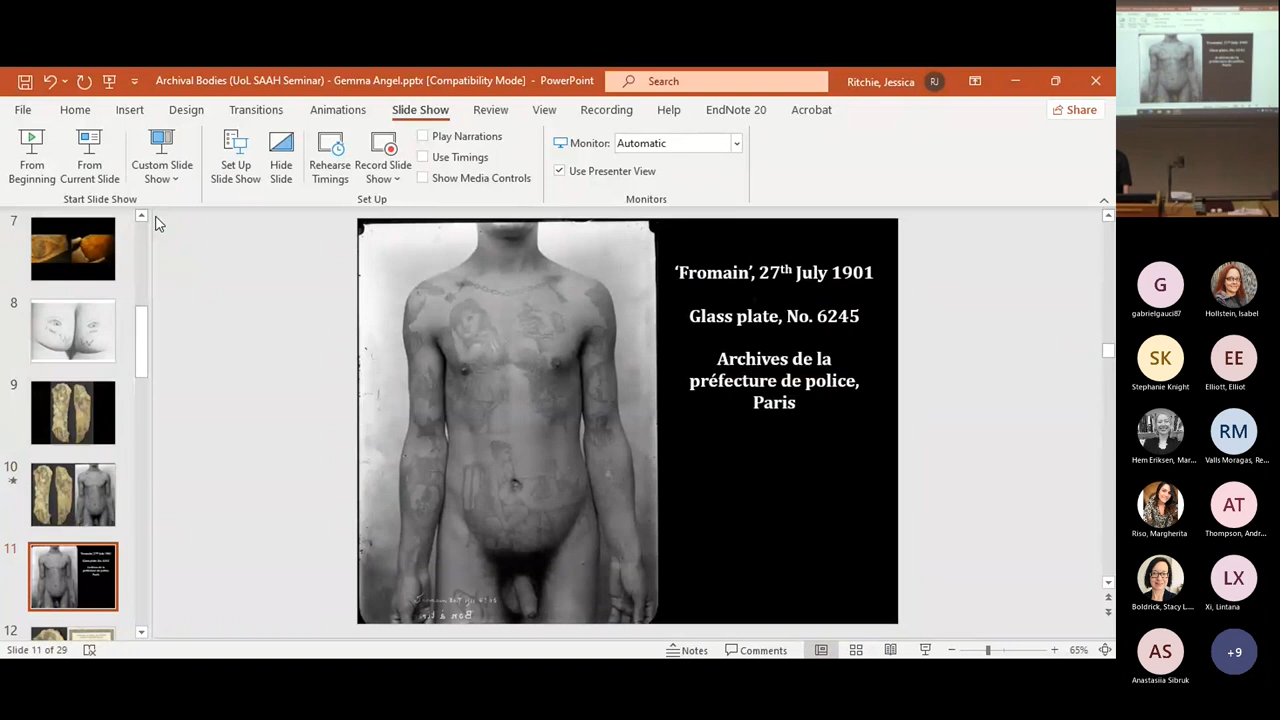 Archival Bodies (UoL SAAH Seminar) - Gemma Angel.pptx [Compatibility Mode] - PowerPoint
Search
Ritchie, Jessica
RJ
File Home Insert Design Transitions Animations Slide Show Review View Recording Help EndNote 20 Acrobat
Share
From Beginning
From Current Slide
Custom Slide Show
Start Slide Show
Set Up Slide Show
Hide Slide
Rehearse Timings
Record Slide Show
Play Narrations
Use Timings
Show Media Controls
Set Up
Monitor: Automatic
Use Presenter View
Monitors
7
8
9
10
11
12
‘Fromain’, 27th July 1901
Glass plate, No. 6245
Archives de la
préfecture de police,
Paris
Bon à tir
Slide 11 of 29
Notes
Comments
65%
G
gabrielgauci87
Hollstein, Isabel
SK
Stephanie Knight
EE
Elliott, Elliot
Hem Eriksen, Mar...
RM
Valls Moragas, Re...
Riso, Margherita
AT
Thompson, Andr...
Boldrick, Stacy L...
LX
Xi, Lintana
AS
Anastasiia Sibruk
+9